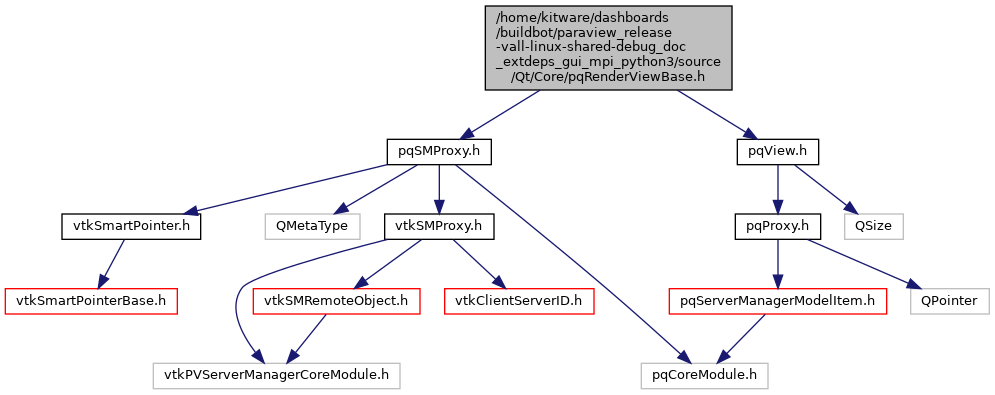 /home/kitware/dashboards
/buildbot/paraview_release
-vall-linux-shared-debug_doc
_extdeps_gui_mpi_python3/source
/Qt/Core/pqRenderViewBase.h
pqSMProxy.h
pqView.h
vtkSmartPointer.h
QMetaType
vtkSMProxy.h
pqProxy.h
QSize
vtkSmartPointerBase.h
vtkSMRemoteObject.h
vtkClientServerID.h
pqServerManagerModelItem.h
QPointer
vtkPVServerManagerCoreModule.h
pqCoreModule.h